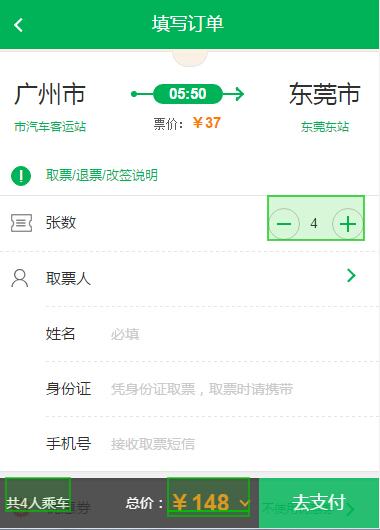 填写订单
广州市 05:50 东莞市
市汽车客运站 票价：￥37 东莞东站
取票/退票/改签说明
张数 4
取票人
姓名 必填
身份证 凭身份证取票，取票时请携带
手机号 接收取票短信
共4人乘车 总价：￥148 去支付